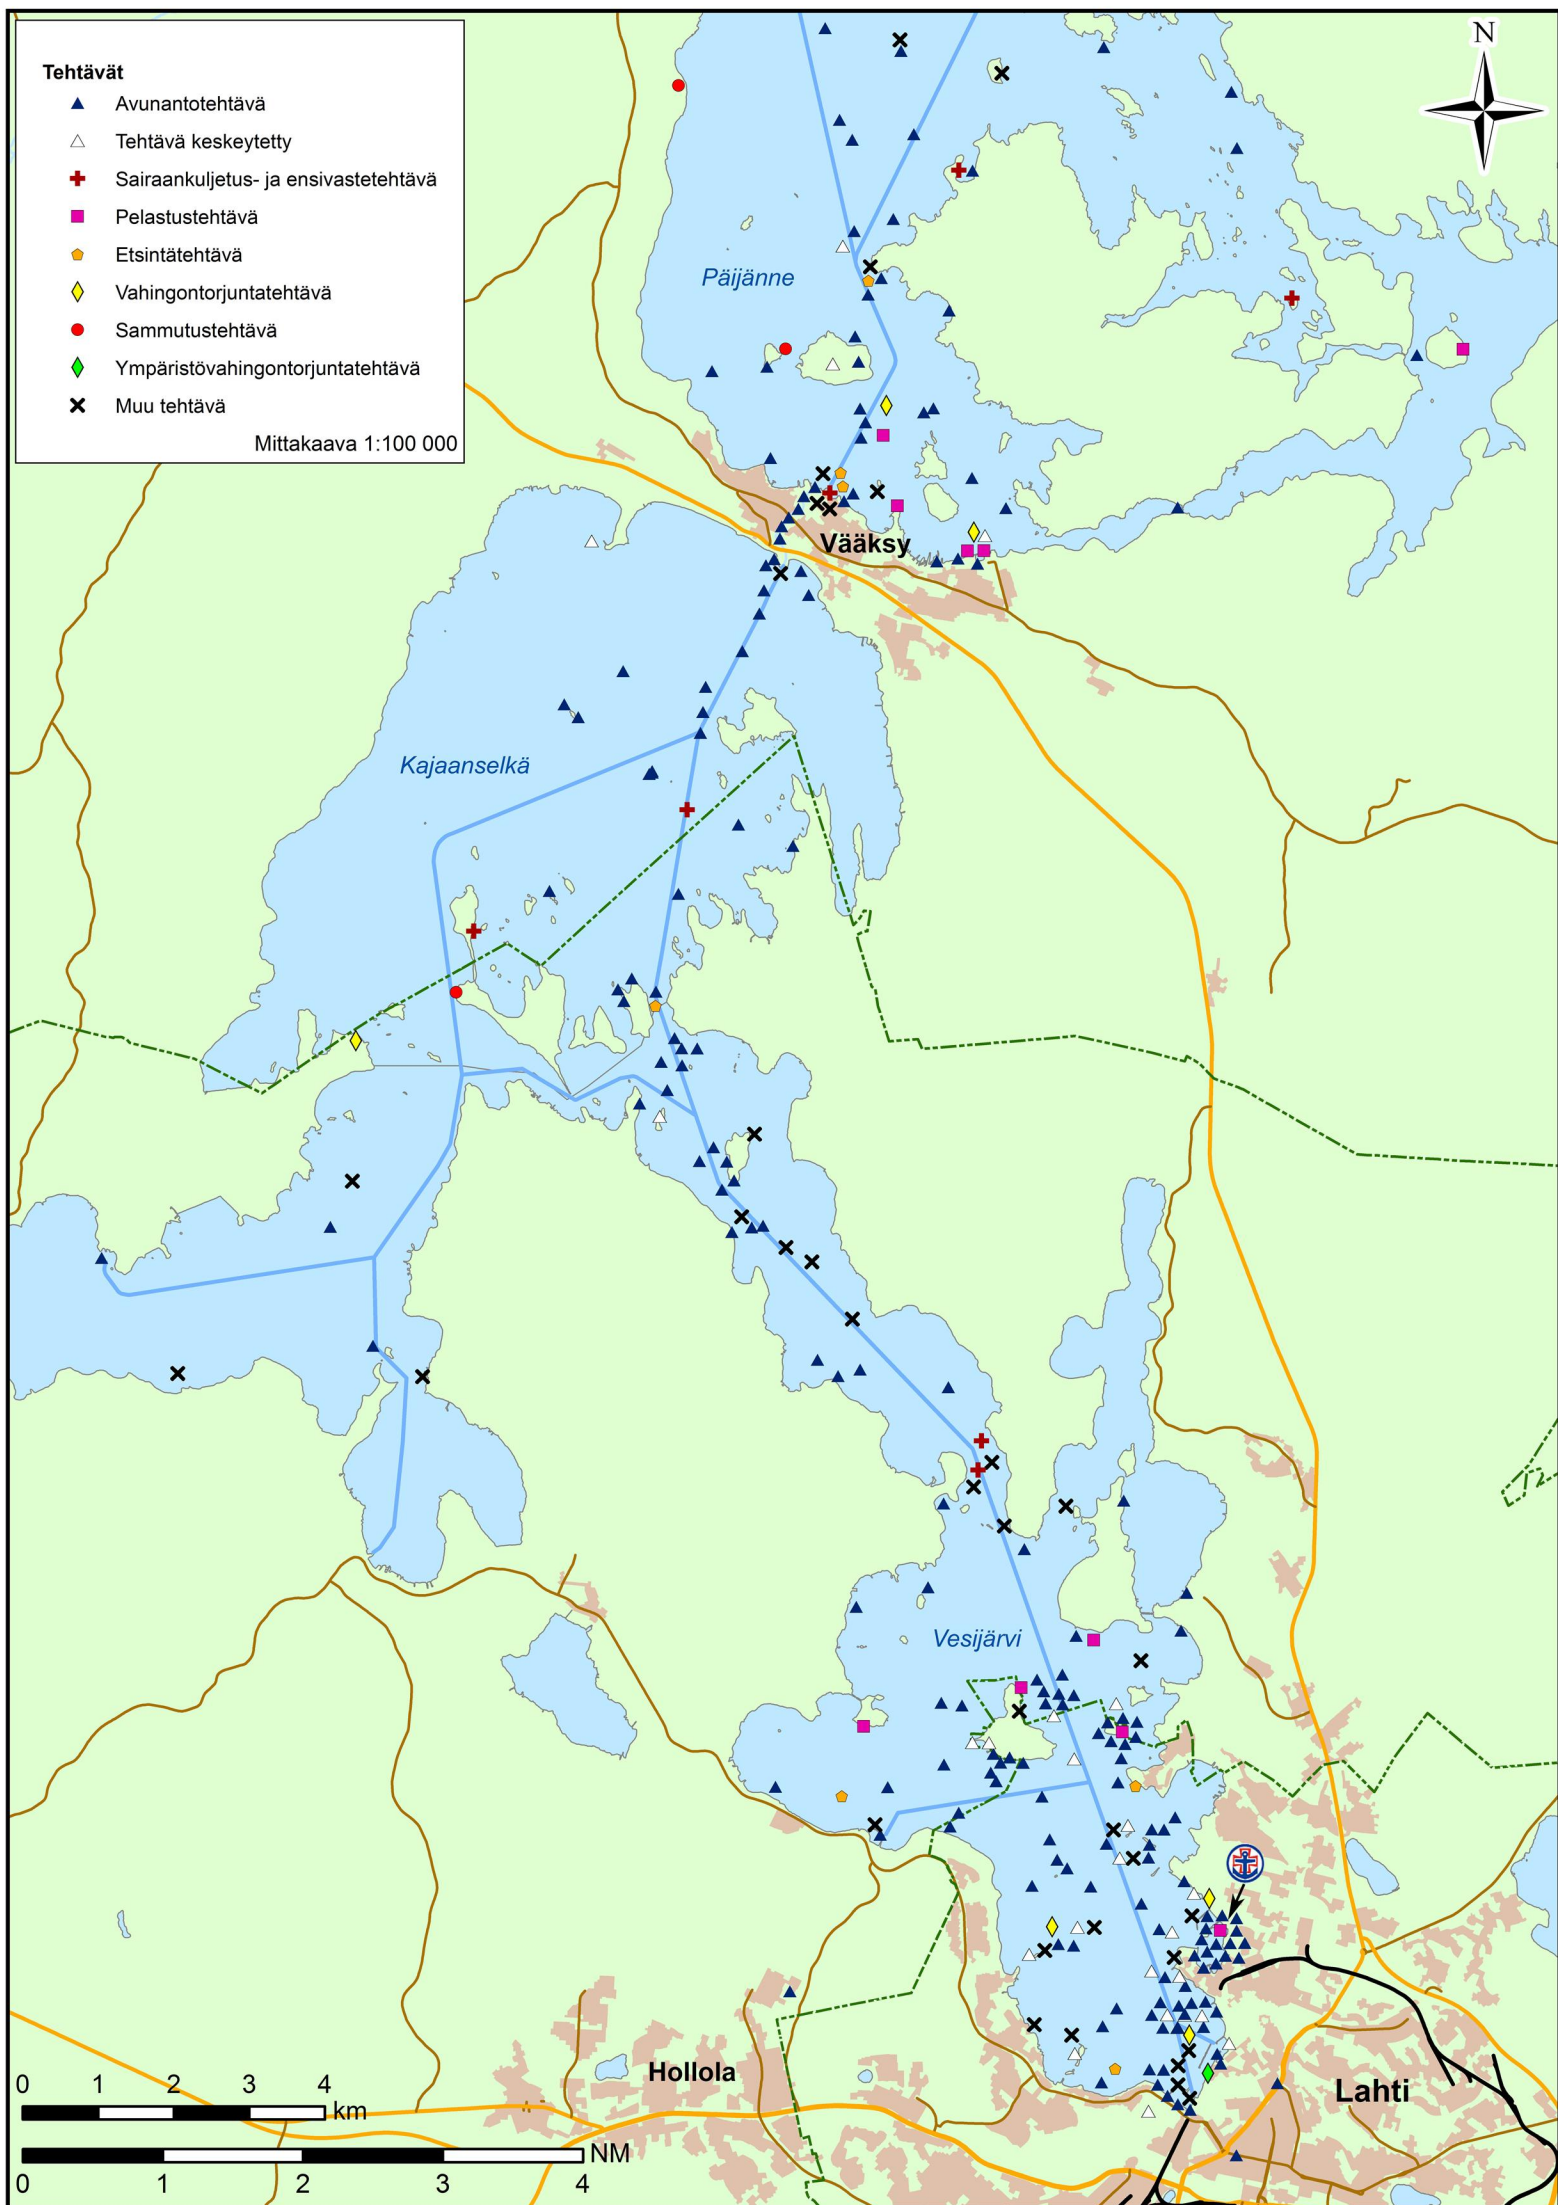 Tehtävät
Avunantotehtävä
Tehtävä keskeytetty
Sairaankuljetus- ja ensivastetehtävä
Pelastustehtävä
Etsintätehtävä
Vahingontorjuntatehtävä
Sammutustehtävä
Ympäristövahingontorjuntatehtävä
Muu tehtävä
Mittakaava 1:100 000
N
Päijänne
Vääksy
Kajaanselkä
Vesijärvi
Hollola
Lahti
0 1 2 3 4
km
NM
0 1 2 3 4